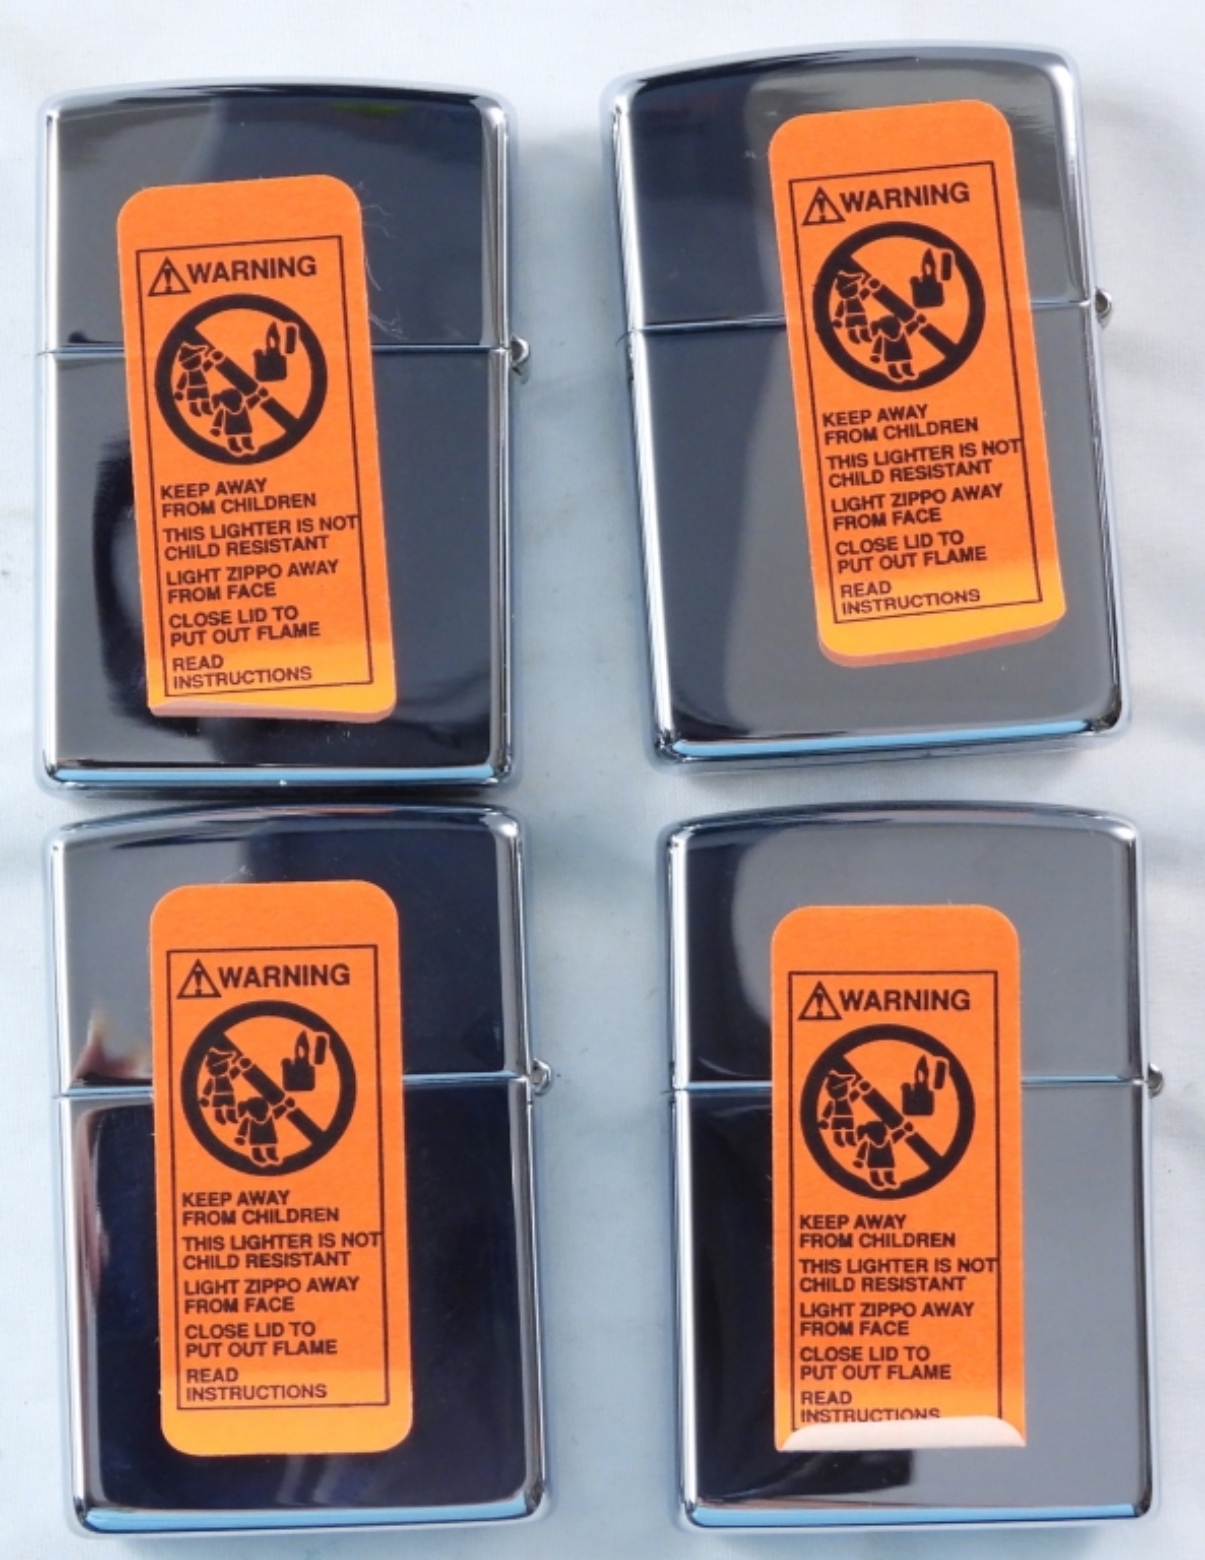 WARNING
KEEP AWAY
FROM CHILDREN
THIS LIGHTER IS NOT
CHILD RESISTANT
LIGHT ZIPPO AWAY
FROM FACE
CLOSE LID TO
PUT OUT FLAME
READ
INSTRUCTIONS
WARNING
KEEP AWAY
FROM CHILDREN
THIS LIGHTER IS NOT
CHILD RESISTANT
LIGHT ZIPPO AWAY
FROM FACE
CLOSE LID TO
PUT OUT FLAME
READ
INSTRUCTIONS
WARNING
KEEP AWAY
FROM CHILDREN
THIS LIGHTER IS NOT
CHILD RESISTANT
LIGHT ZIPPO AWAY
FROM FACE
CLOSE LID TO
PUT OUT FLAME
READ
INSTRUCTIONS
WARNING
KEEP AWAY
FROM CHILDREN
THIS LIGHTER IS NOT
CHILD RESISTANT
LIGHT ZIPPO AWAY
FROM FACE
CLOSE LID TO
PUT OUT FLAME
READ
INSTRUCTIONS